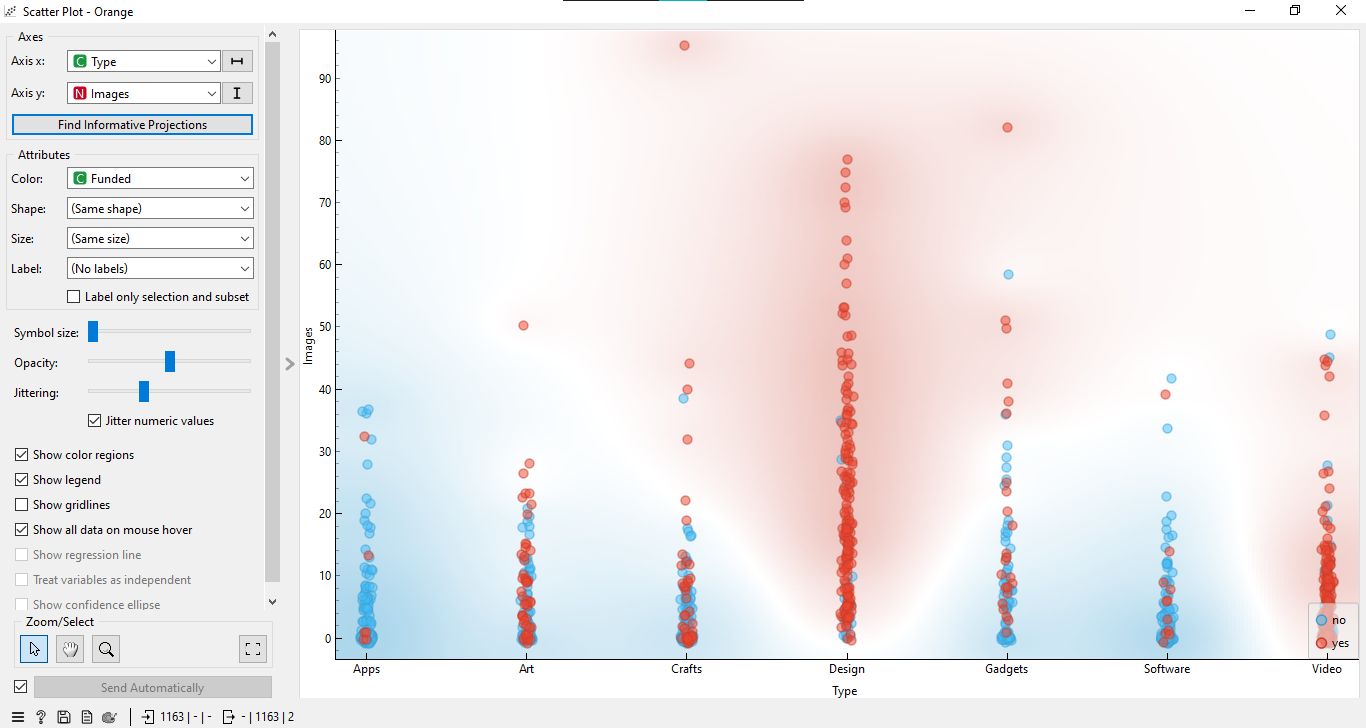 Scatter Plot - Orange
Axes
Axis x: C Type
Axis y: N Images
Find Informative Projections
Attributes
Color: C Funded
Shape: (Same shape)
Size: (Same size)
Label: (No labels)
Label only selection and subset
Symbol size:
Opacity:
Jittering:
Jitter numeric values
Show color regions
Show legend
Show gridlines
Show all data on mouse hover
Show regression line
Treat variables as independent
Show confidence ellipse
Zoom/Select
Send Automatically
? 1163 | - | - - | 1163 | 2
Images
90
80
70
60
50
40
30
20
10
0
no
yes
Apps Art Crafts Design Gadgets Software Video
Type